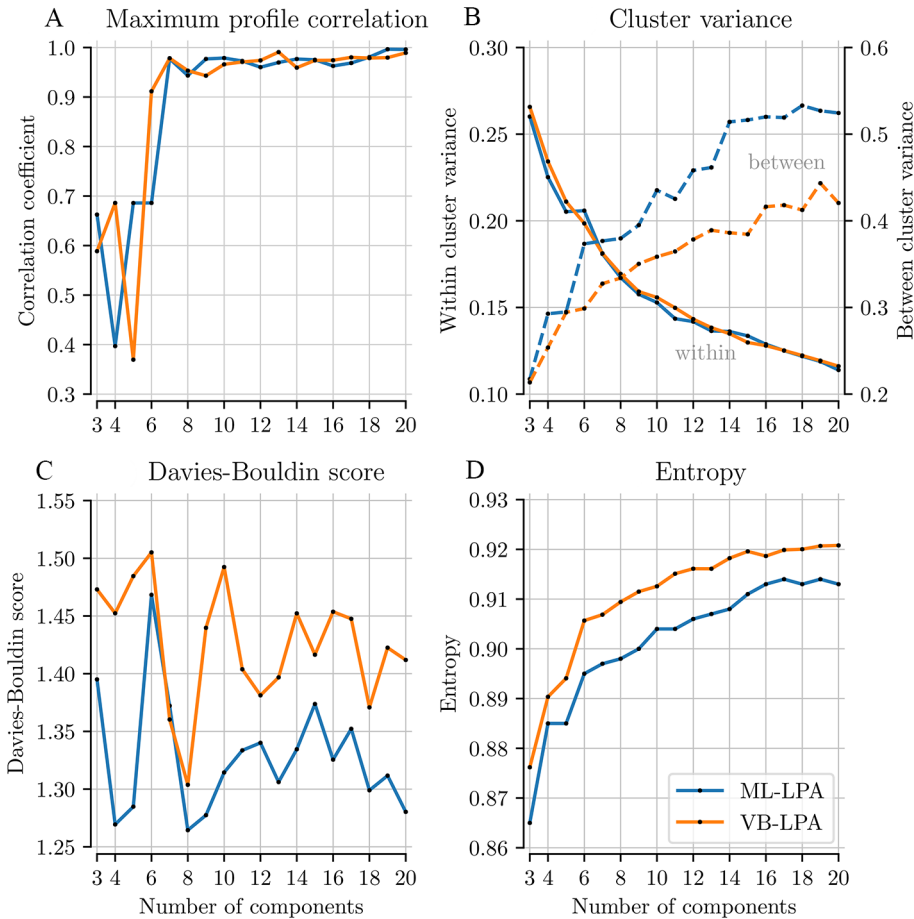 A Maximum profile correlation
Correlation coefficient
1.0
0.9
0.8
0.7
0.6
0.5
0.4
0.3
3 4 6 8 10 12 14 16 18 20
B Cluster variance
Within cluster variance
0.30
0.25
0.20
0.15
0.10
between
within
0.6
0.5
0.4
0.3
0.2
Between cluster variance
3 4 6 8 10 12 14 16 18 20
C Davies-Bouldin score
Davies-Bouldin score
1.55
1.50
1.45
1.40
1.35
1.30
1.25
3 4 6 8 10 12 14 16 18 20
Number of components
D Entropy
Entropy
0.93
0.92
0.91
0.90
0.89
0.88
0.87
0.86
ML-LPA
VB-LPA
3 4 6 8 10 12 14 16 18 20
Number of components